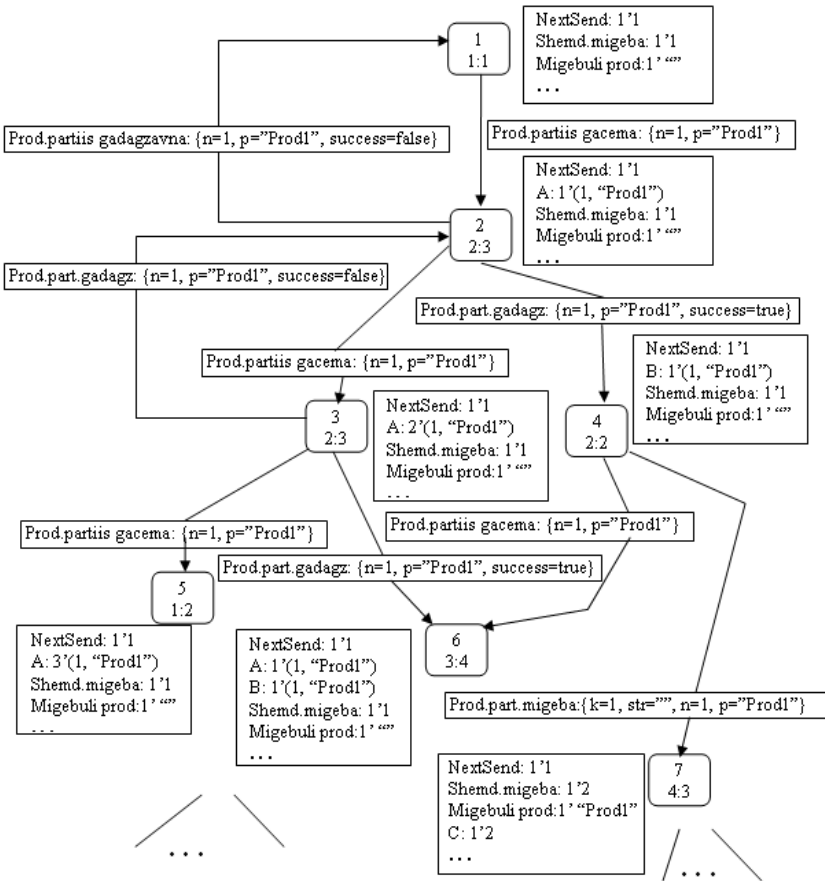 1
1:1
NextSend: 1’1
Shemd.migeba: 1’1
Migebuli prod:1’ “”
. . .
Prod.partiis gadagzavna: {n=1, p=”Prod1”, success=false}
Prod.partiis gacema: {n=1, p=”Prod1”}
2
2:3
NextSend: 1’1
A: 1’(1, “Prod1”)
Shemd.migeba: 1’1
Migebuli prod:1’ “”
...
Prod.part.gadagz: {n=1, p=”Prod1”, success=false}
Prod.part.gadagz: {n=1, p=”Prod1”, success=true}
Prod.partiis gacema: {n=1, p=”Prod1”}
3
2:3
NextSend: 1’1
A: 2’(1, “Prod1”)
Shemd.migeba: 1’1
Migebuli prod:1’ “”
. . .
4
2:2
NextSend: 1’1
B: 1’(1, “Prod1”)
Shemd.migeba: 1’1
Migebuli prod:1’ “”
...
Prod.partiis gacema: {n=1, p=”Prod1”}
Prod.partiis gacema: {n=1, p=”Prod1”}
Prod.part.gadagz: {n=1, p=”Prod1”, success=true}
5
1:2
NextSend: 1’1
A: 3’(1, “Prod1”)
Shemd.migeba: 1’1
Migebuli prod:1’ “”
. . .
NextSend: 1’1
A: 1’(1, “Prod1”)
B: 1’(1, “Prod1”)
Shemd.migeba: 1’1
Migebuli prod:1’ “”
...
6
3:4
Prod.part.migeba:{k=1, str=””, n=1, p=”Prod1”}
NextSend: 1’1
Shemd.migeba: 1’2
Migebuli prod:1’ “Prod1”
C: 1’2
...
7
4:3
. . .
. . .